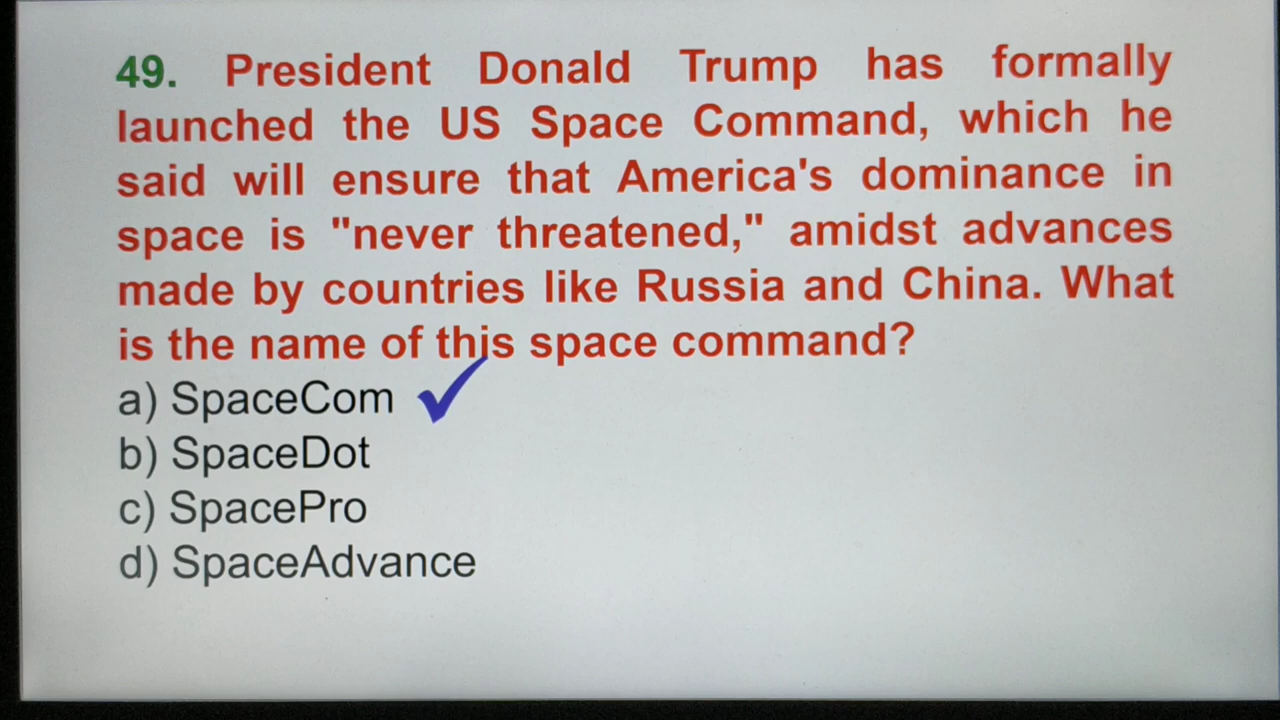 49. President Donald Trump has formally
launched the US Space Command, which he
said will ensure that America's dominance in
space is "never threatened," amidst advances
made by countries like Russia and China. What
is the name of this space command?
a) SpaceCom
b) SpaceDot
c) SpacePro
d) SpaceAdvance